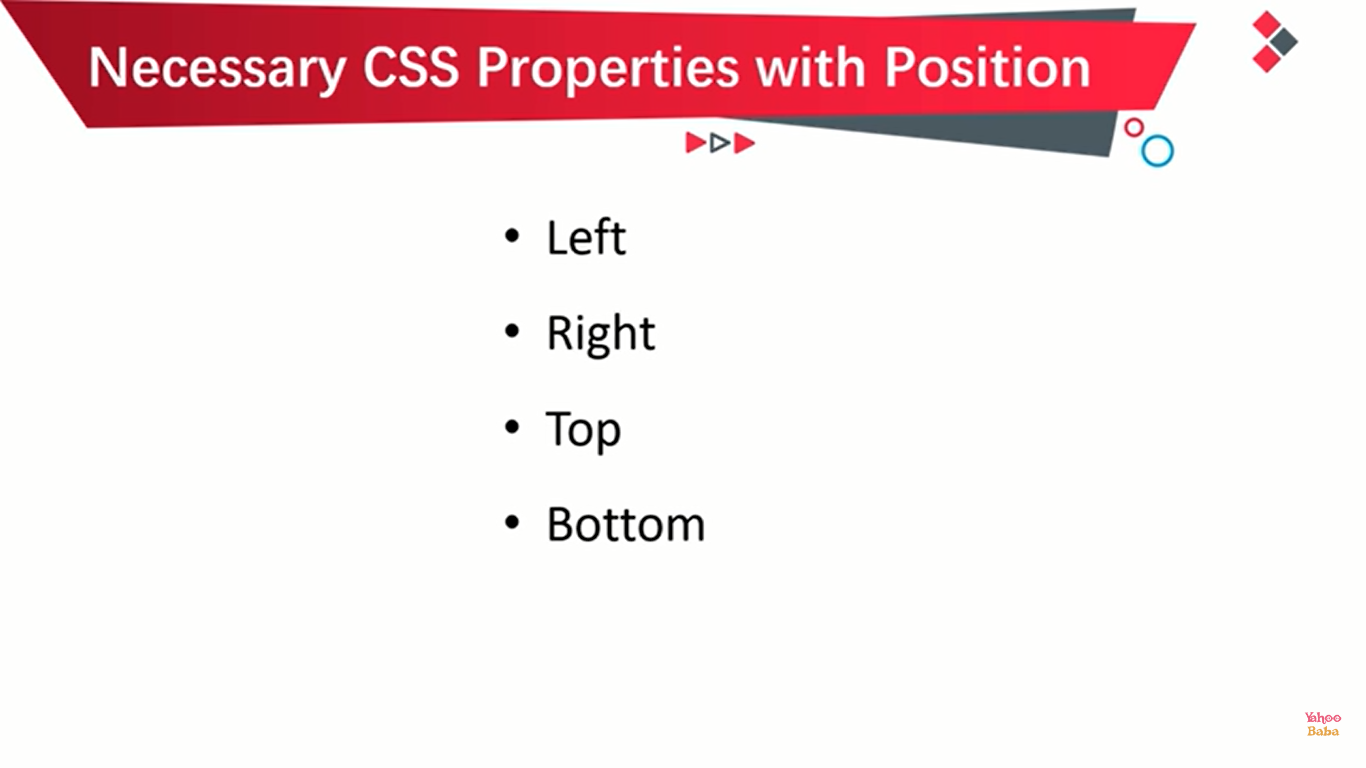 Necessary CSS Properties with Position
• Left
• Right
• Top
• Bottom
Yahoo
Baba